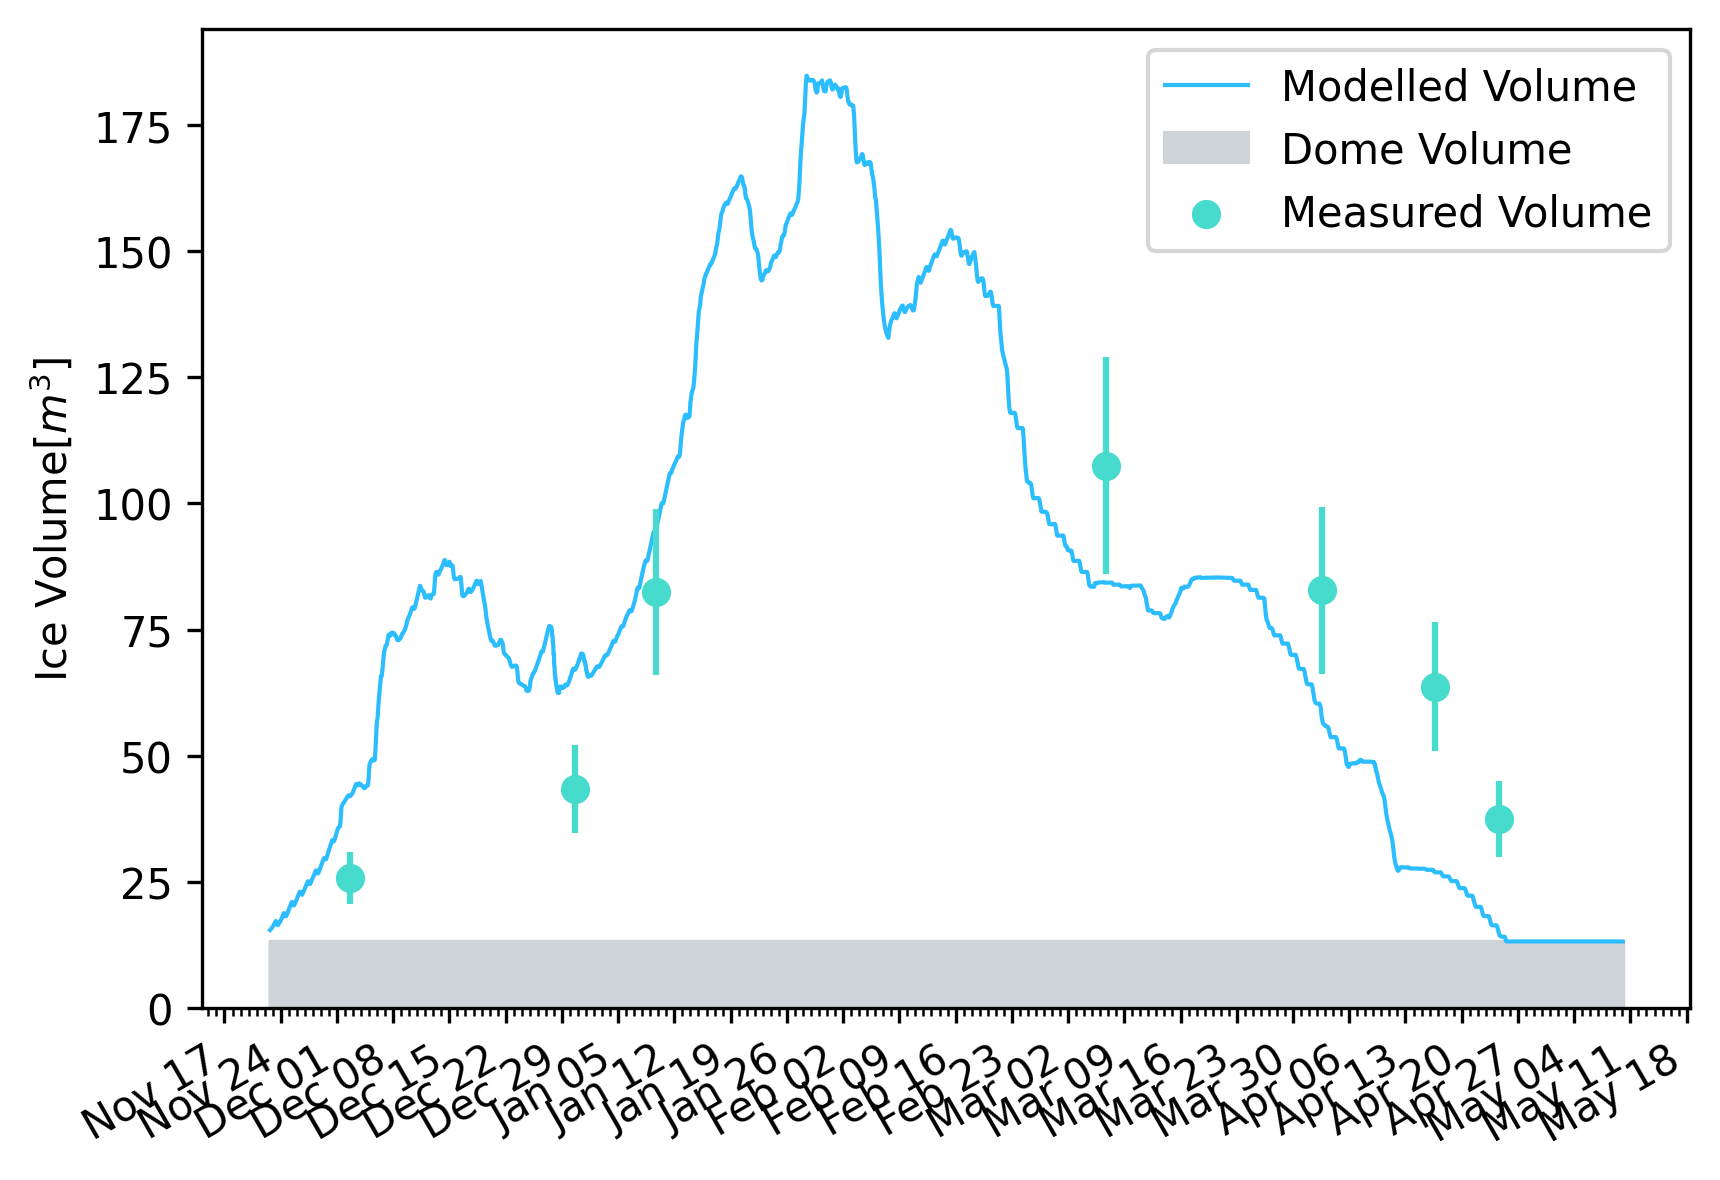 Modelled Volume
Dome Volume
Measured Volume
175
150
125
100
75
50
25
0
Ice Volume[m³]
Nov 17
Nov 24
Dec 01
Dec 08
Dec 15
Dec 22
Dec 29
Jan 05
Jan 12
Jan 19
Jan 26
Feb 02
Feb 09
Feb 16
Feb 23
Mar 02
Mar 09
Mar 16
Mar 23
Mar 30
Apr 06
Apr 13
Apr 20
Apr 27
May 04
May 11
May 18